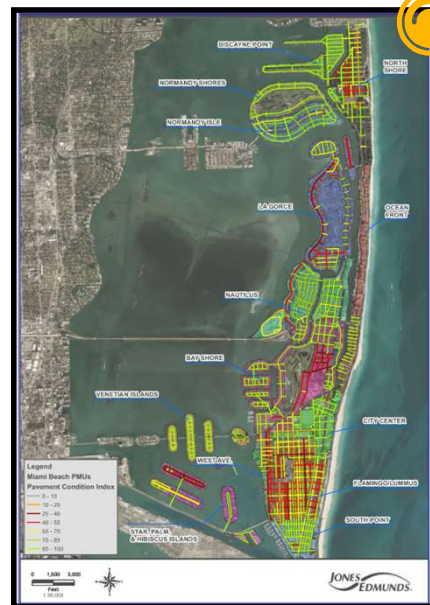 BISCAYNE POINT
NORTH
SHORE
NORMANDY SHORES
NORMANDY ISLE
LA GORCE
OCEAN
FRONT
NAUTILUS
BAY SHORE
VENETIAN ISLANDS
CITY CENTER
WEST AVE.
FLAMINGO/LUMMUS
SOUTH POINT
STAR, PALM,
& HIBISCUS ISLANDS
Legend
Miami Beach PMUs
Pavement Condition Index
0 - 10
10 - 25
25 - 40
40 - 55
55 - 70
70 - 85
85 - 100
0 1,500 3,000
Feet
JONES
EDMUNDS